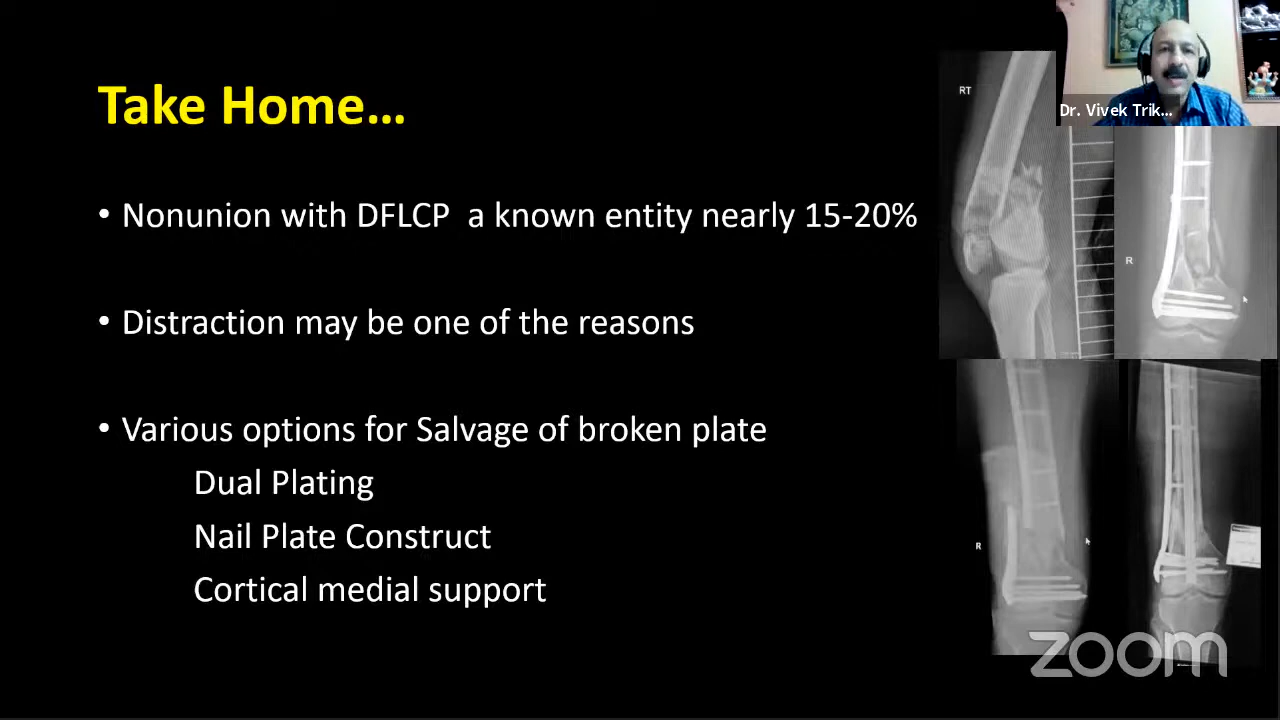 Take Home...
• Nonunion with DFLCP a known entity nearly 15-20%
• Distraction may be one of the reasons
• Various options for Salvage of broken plate
Dual Plating
Nail Plate Construct
Cortical medial support
Dr. Vivek Trik...
RT
R
R
zoom